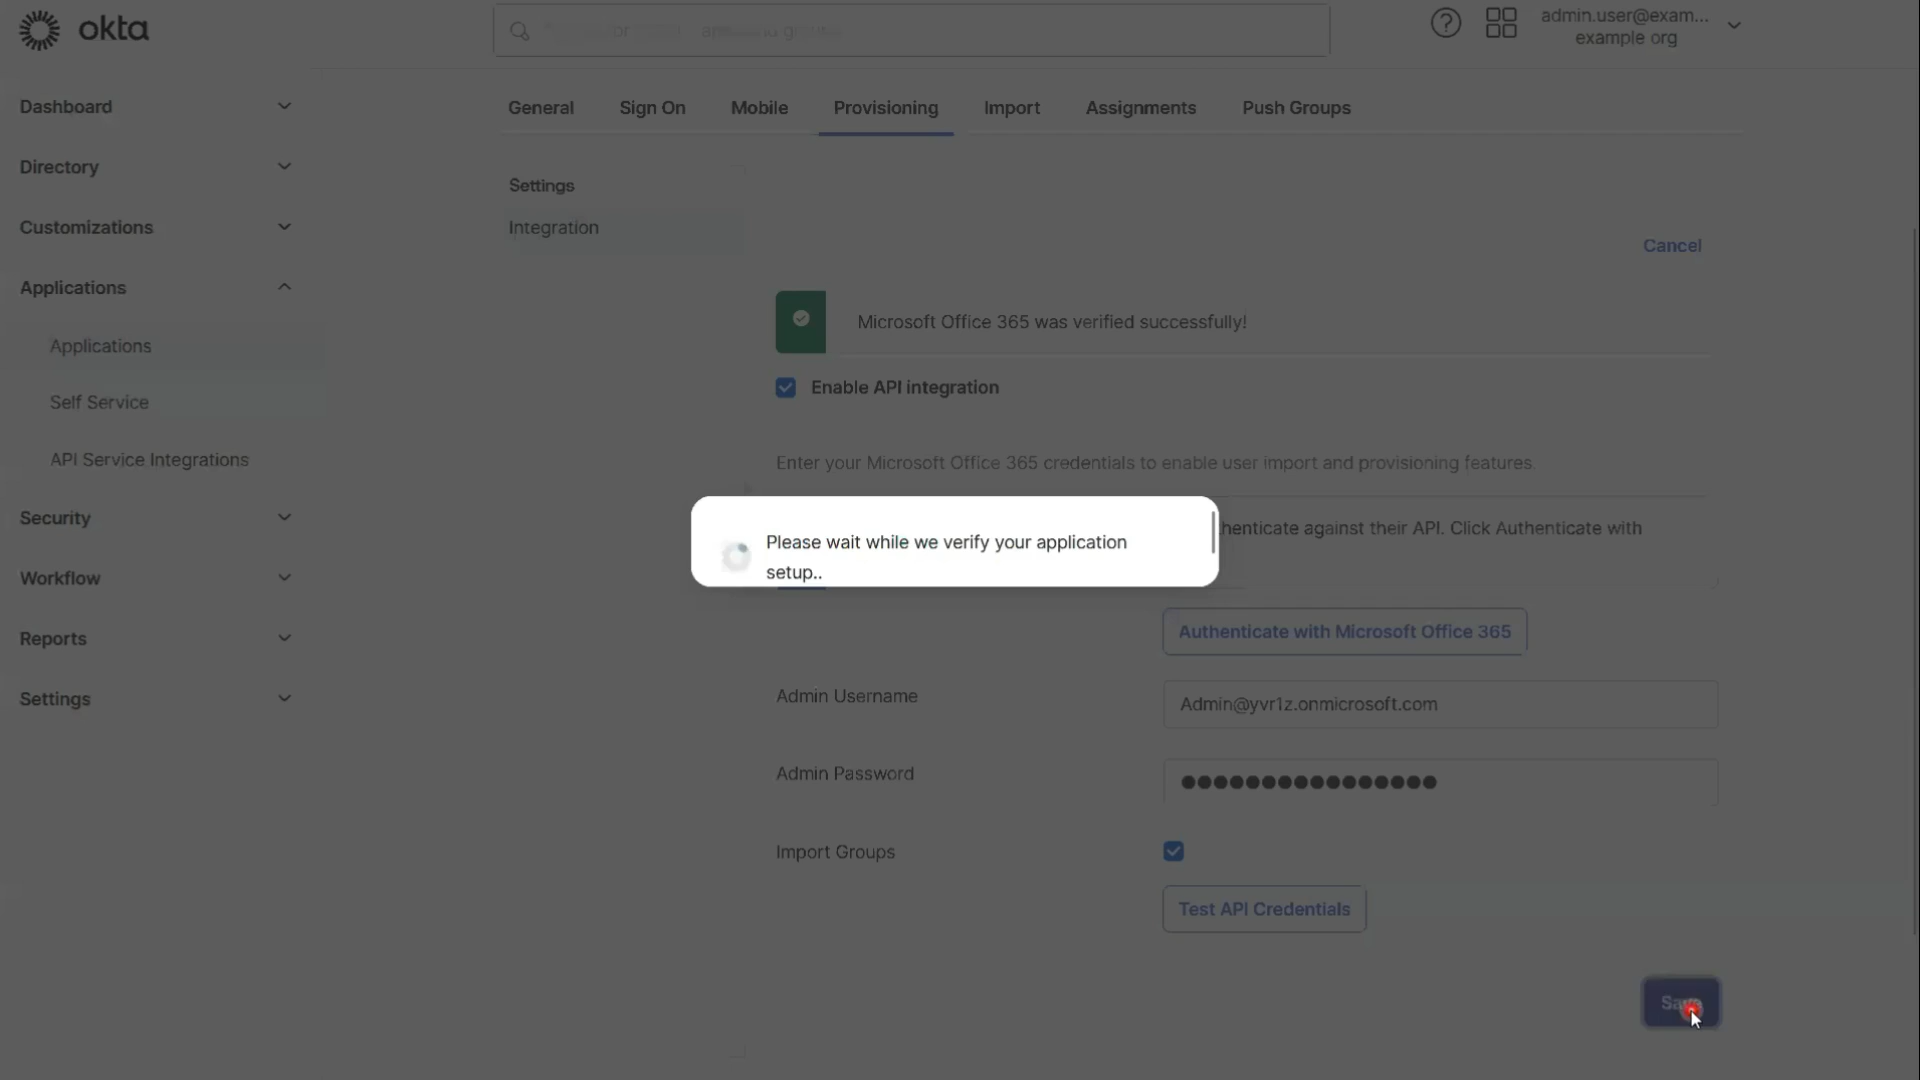 okta
admin.user@exam...
example org
Dashboard
Directory
Customizations
Applications
Applications
Self Service
API Service Integrations
Security
Workflow
Reports
Settings
General Sign On Mobile Provisioning Import Assignments Push Groups
Settings
Integration
Cancel
Microsoft Office 365 was verified successfully!
Enable API integration
Enter your Microsoft Office 365 credentials to enable user import and provisioning features.
henticate against their API. Click Authenticate with
Please wait while we verify your application
setup..
Authenticate with Microsoft Office 365
Admin Username
Admin@yvr1z.onmicrosoft.com
Admin Password
●●●●●●●●●●●●●●●●
Import Groups
Test API Credentials
Save